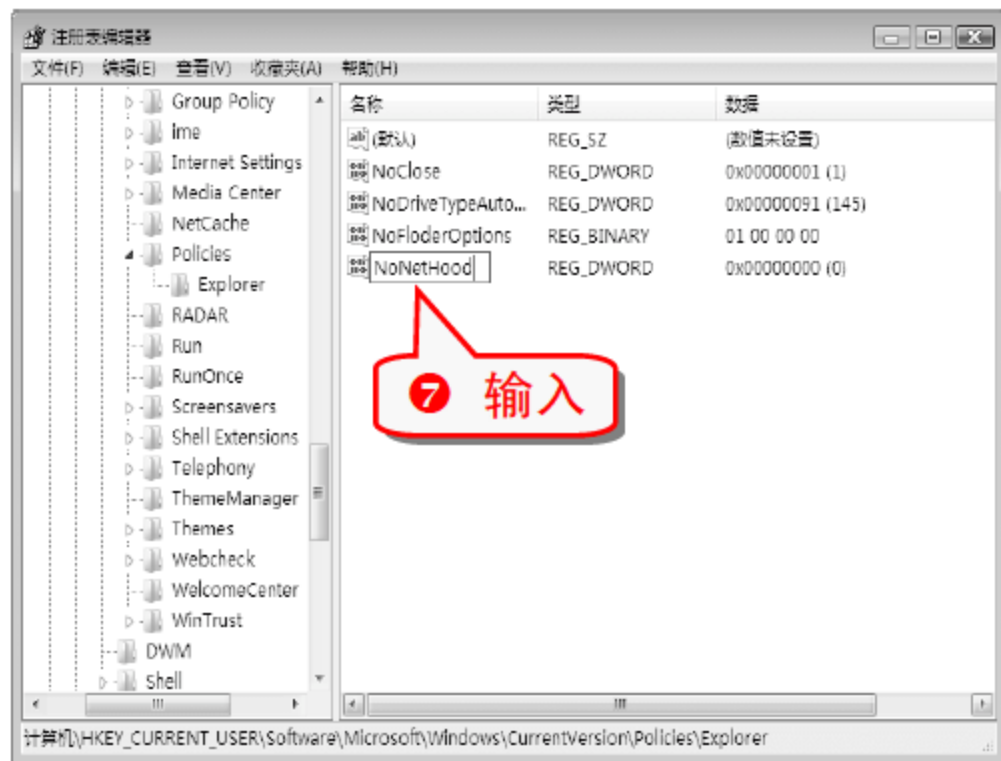 注册表编辑器
文件(F) 编辑(E) 查看(V) 收藏夹(A) 帮助(H)
Group Policy
ime
Internet Settings
Media Center
NetCache
Policies
Explorer
RADAR
Run
RunOnce
Screensavers
Shell Extensions
Telephony
ThemeManager
Themes
Webcheck
WelcomeCenter
WinTrust
DWM
Shell
名称 类型 数据
(默认) REG_SZ (数值未设置)
NoClose REG_DWORD 0x00000001 (1)
NoDriveTypeAuto... REG_DWORD 0x00000091 (145)
NoFloderOptions REG_BINARY 01 00 00 00
NoNetHood REG_DWORD 0x00000000 (0)
❼ 输入
计算机\HKEY_CURRENT_USER\Software\Microsoft\Windows\CurrentVersion\Policies\Explorer